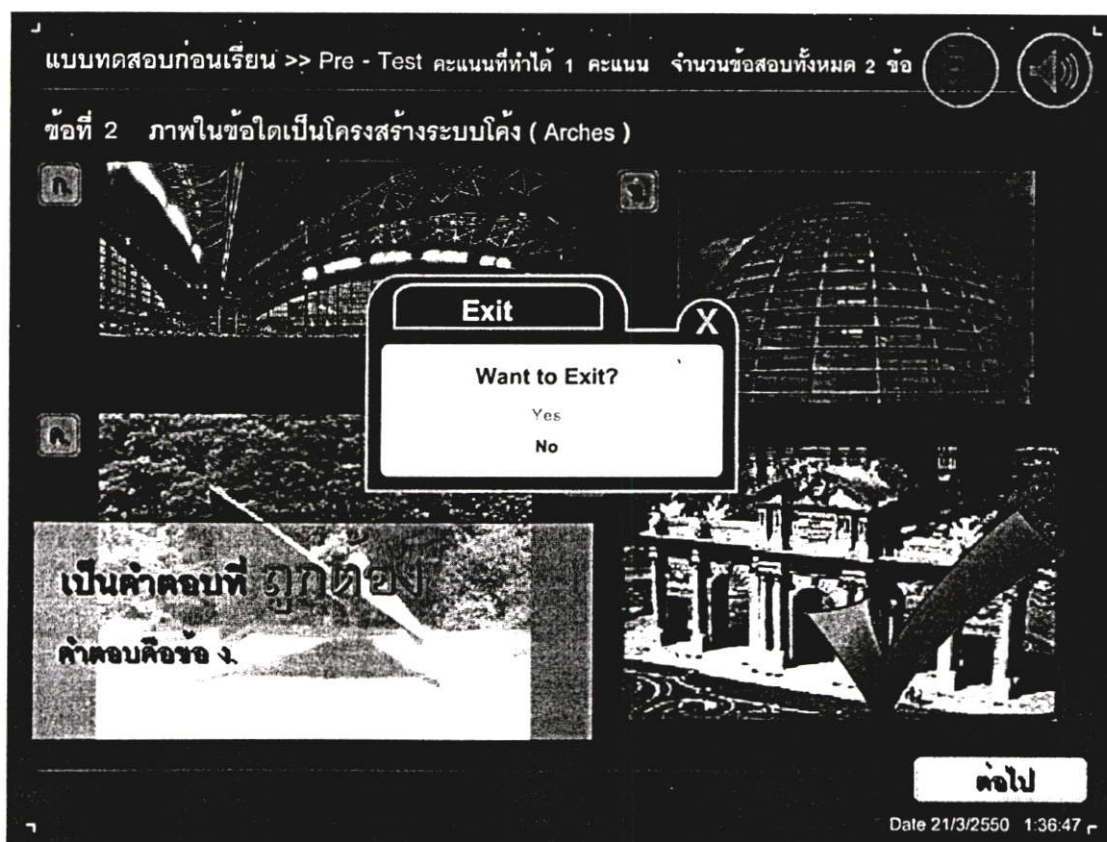 แบบทดสอบก่อนเรียน >> Pre - Test คะแนนที่ทำได้ 1 คะแนน จำนวนข้อสอบทั้งหมด 2 ข้อ
ข้อที่ 2 ภาพในข้อใดเป็นโครงสร้างระบบโค้ง ( Arches )
ก.
ข.
Exit
X
Want to Exit?
Yes
No
ค.
เป็นคำตอบที่ ถูกต้อง
คำตอบคือข้อ ง.
ต่อไป
Date 21/3/2550 1:36:47